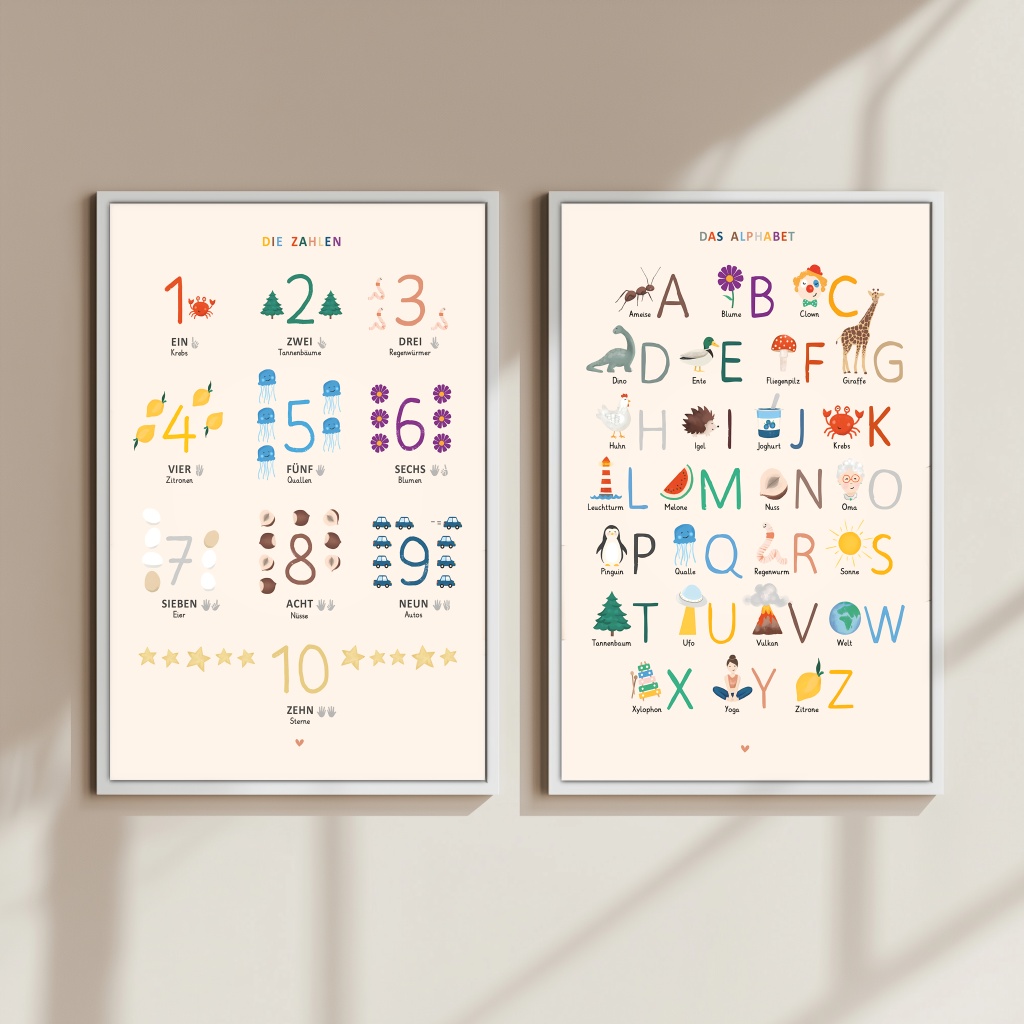 DIE ZAHLEN
1 2 3
EIN ZWEI DREI
Krebs Tannenbäume Regenwürmer
4 5 6
VIER FÜNF SECHS
Zitronen Quallen Blumen
7 8 9
SIEBEN ACHT NEUN
Eier Nüsse Autos
10
ZEHN
Sterne
DAS ALPHABET
A B C
Ameise Blume Clown
D E F G
Dino Ente Fliegenpilz Giraffe
H I J K
Huhn Igel Joghurt Krebs
L M N O
Leuchtturm Melone Nuss Oma
P Q R S
Pinguin Qualle Regenwurm Sonne
T U V W
Tannenbaum Ufo Vulkan Welt
X Y Z
Xylophon Yoga Zitrone